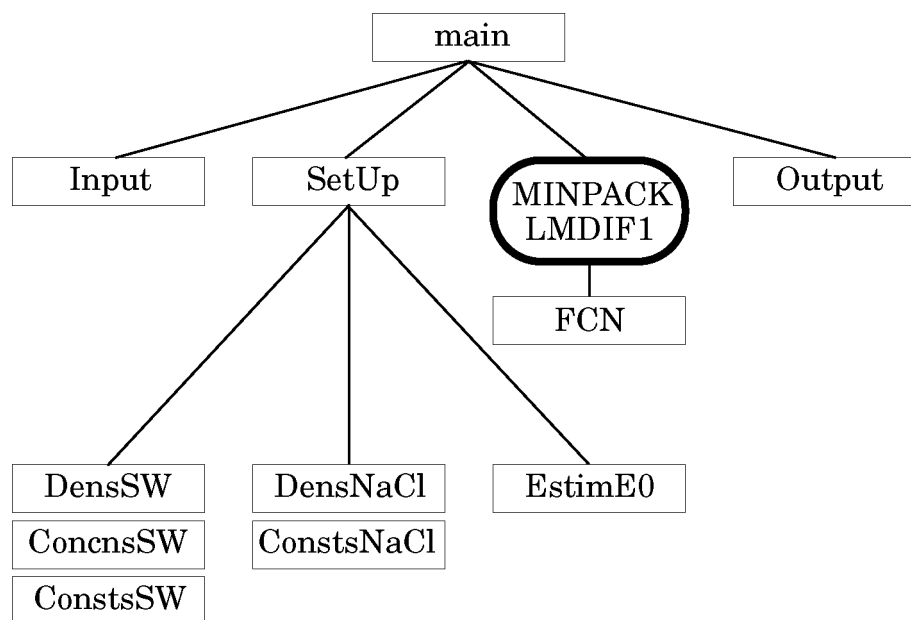 main
Input
SetUp
MINPACK
LMDIF1
Output
FCN
DensSW
DensNaCl
EstimE0
ConcnsSW
ConstsNaCl
ConstsSW